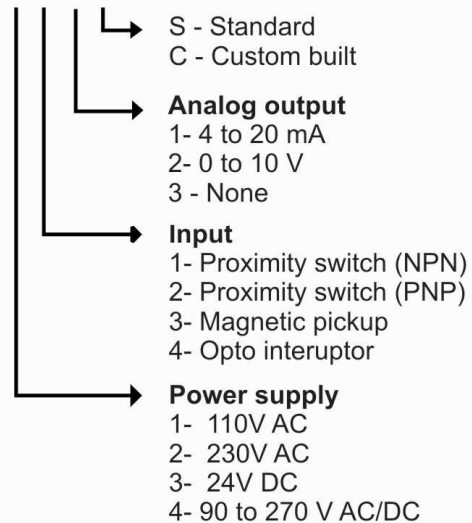 S - Standard
C - Custom built
Analog output
1- 4 to 20 mA
2- 0 to 10 V
3 - None
Input
1- Proximity switch (NPN)
2- Proximity switch (PNP)
3- Magnetic pickup
4- Opto interuptor
Power supply
1- 110V AC
2- 230V AC
3- 24V DC
4- 90 to 270 V AC/DC